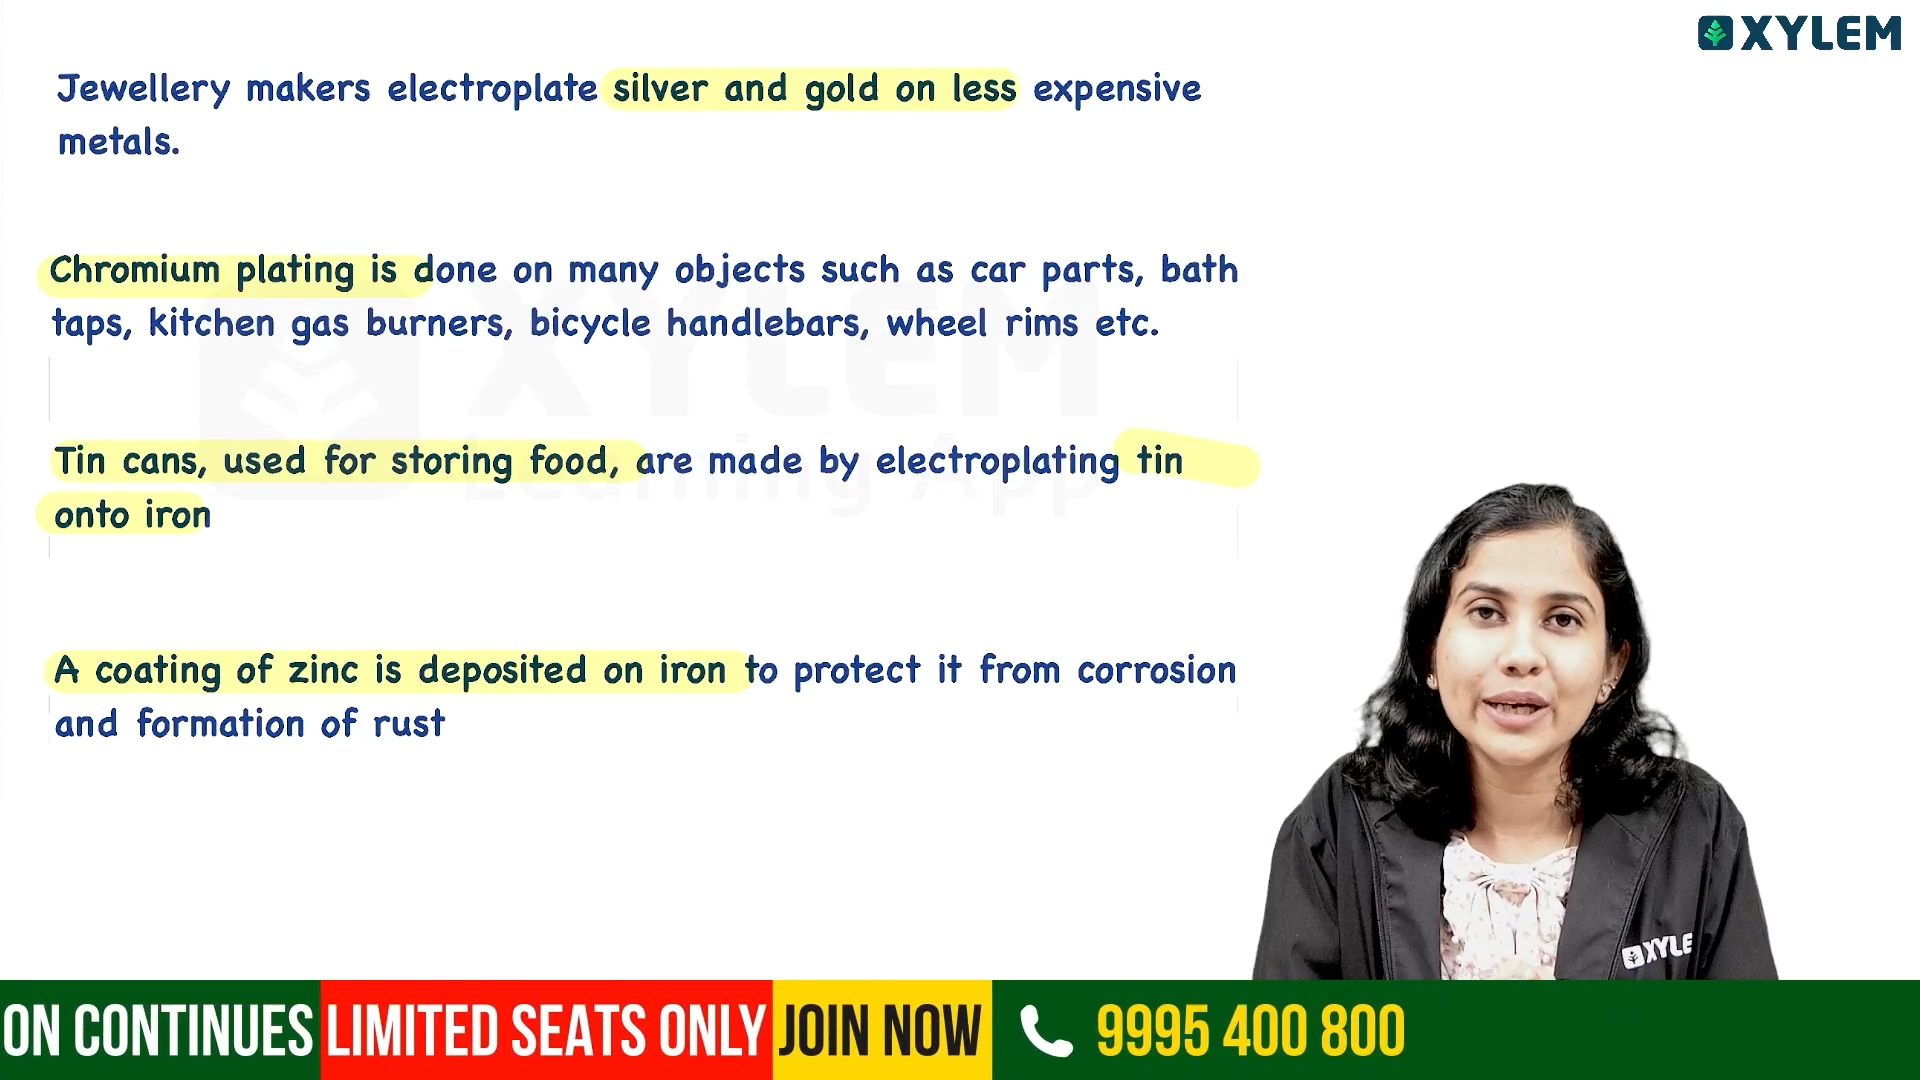 XYLEM
Jewellery makers electroplate silver and gold on less expensive
metals.
Chromium plating is done on many objects such as car parts, bath
taps, kitchen gas burners, bicycle handlebars, wheel rims etc.
XYLEM
Learning App
Tin cans, used for storing food, are made by electroplating tin
onto iron
A coating of zinc is deposited on iron to protect it from corrosion
and formation of rust
XYLE
ON CONTINUES LIMITED SEATS ONLY JOIN NOW 9995 400 800